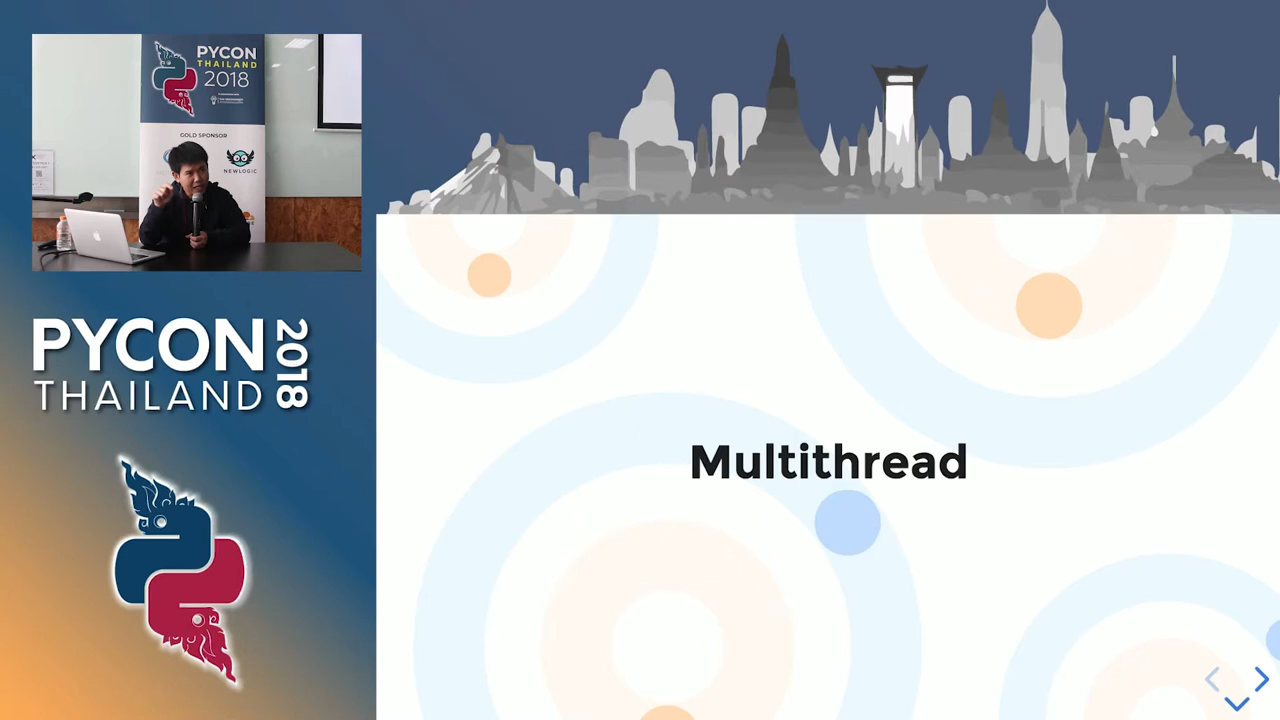 PYCON
THAILAND
2018
GOLD SPONSOR
NEWLOGIC
PYCON
THAILAND
2018
Multithread